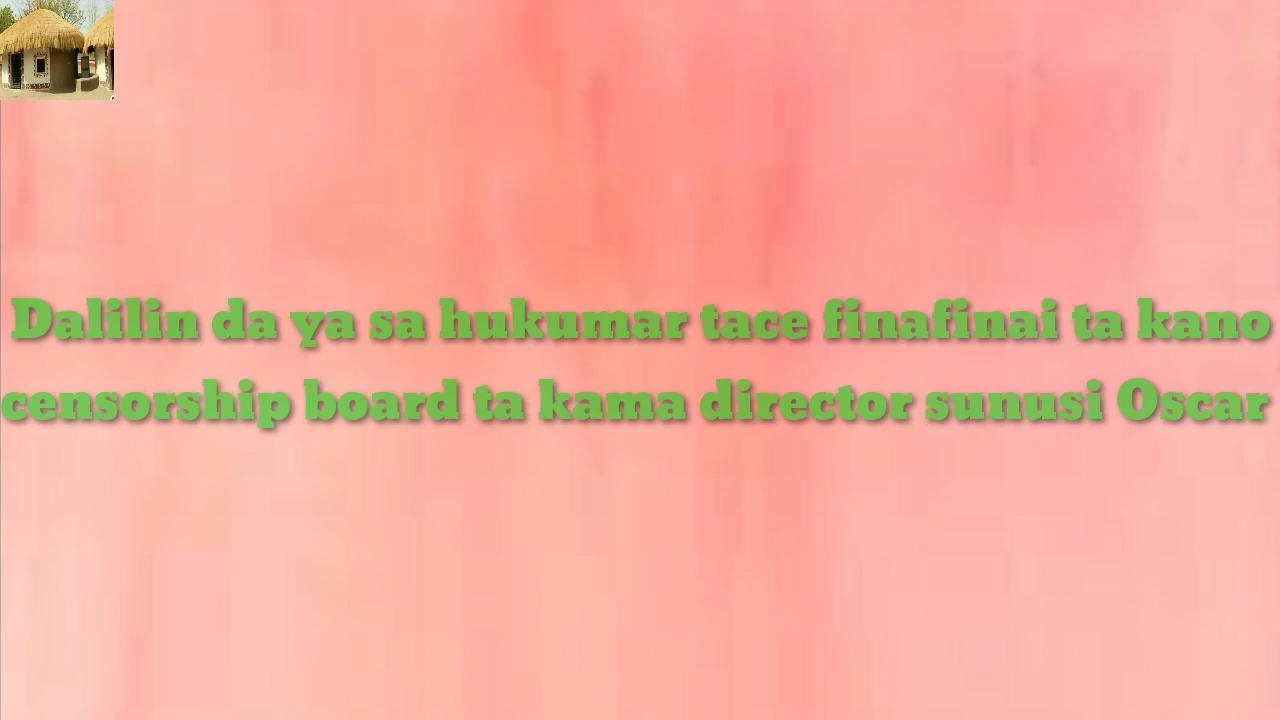 Dalilin da ya sa hukumar tace finafinai ta kano
censorship board ta kama director sunusi Oscar